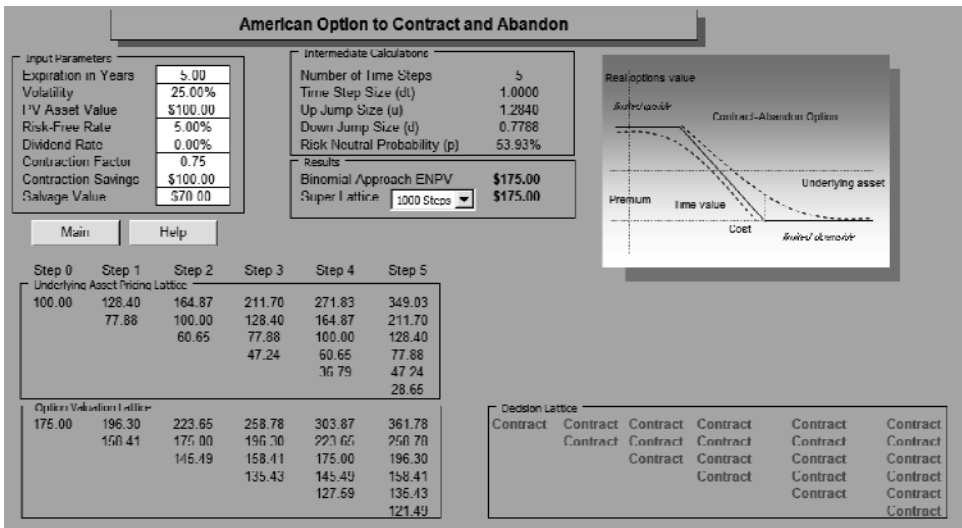 American Option to Contract and Abandon
Input Parameters
Expiration in Years 5.00
Volatility 25.00%
PV Asset Value $100.00
Risk-Free Rate 5.00%
Dividend Rate 0.00%
Contraction Factor 0.75
Contraction Savings $100.00
Salvage Value $70.00
Main Help
Intermediate Calculations
Number of Time Steps 5
Time Step Size (dt) 1.0000
Up Jump Size (u) 1.2840
Down Jump Size (d) 0.7788
Risk Neutral Probability (p) 53.93%
Results
Binomial Approach ENPV $175.00
Super Lattice 1000 Steps $175.00
Real options value
limited upside
Contract-Abandon Option
Underlying asset
Premium Time value
Cost
limited downside
Step 0 Step 1 Step 2 Step 3 Step 4 Step 5
Underlying Asset Pricing Lattice
100.00 128.40 164.87 211.70 271.83 349.03
77.88 100.00 128.40 164.87 211.70
60.65 77.88 100.00 128.40
47.24 60.65 77.88
36.79 47.24
28.65
Option Valuation Lattice
175.00 196.30 223.65 258.78 303.87 361.78
158.41 175.00 196.30 223.65 258.78
145.49 158.41 175.00 196.30
135.43 145.49 158.41
127.59 135.43
121.49
Decision Lattice
Contract Contract Contract Contract Contract Contract
Contract Contract Contract Contract Contract
Contract Contract Contract Contract
Contract Contract Contract
Contract Contract
Contract